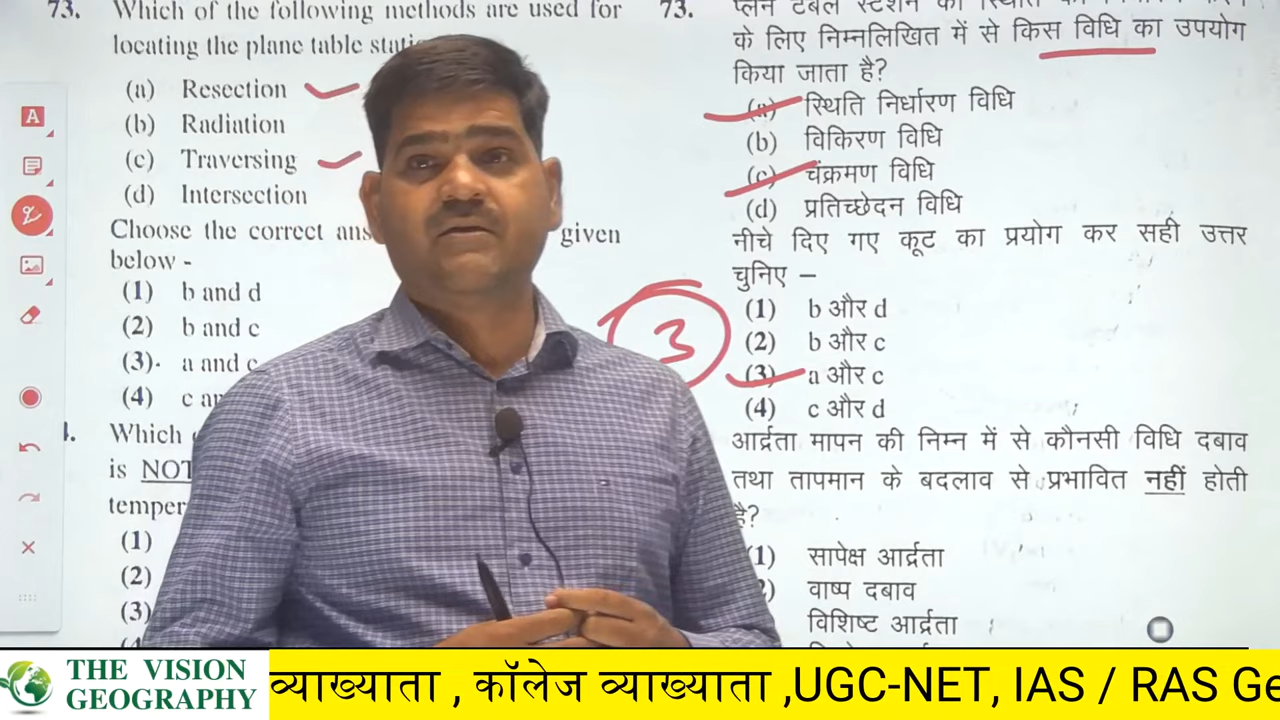 73. Which of the following methods are used for
locating the plane table
(a) Resection
(b) Radiation
(c) Traversing
(d) Intersection
Choose the correct given
below -
(1) b and d
(2) b and c
(3) a and c
(4) c
Which
is NOT
(1)
(2)
(3)
73. प्लेन टेबल स्टेशन
के लिए निम्नलिखित में से किस विधि का उपयोग
किया जाता है?
(a) स्थिति निर्धारण विधि
(b) विकिरण विधि
(c) चंक्रमण विधि
(d) प्रतिच्छेदन विधि
नीचे दिए गए कूट का प्रयोग कर सही उत्तर
चुनिए –
(1) b और d
(2) b और c
(3) a और c
(4) c और d
3
आर्द्रता मापन की निम्न में से कौनसी विधि दबाव
तथा तापमान के बदलाव से प्रभावित नहीं होती
है?
(1) सापेक्ष आर्द्रता
वाष्प दबाव
विशिष्ट आर्द्रता
A
THE VISION
GEOGRAPHY
व्याख्याता , कॉलेज व्याख्याता ,UGC-NET, IAS / RAS Ge